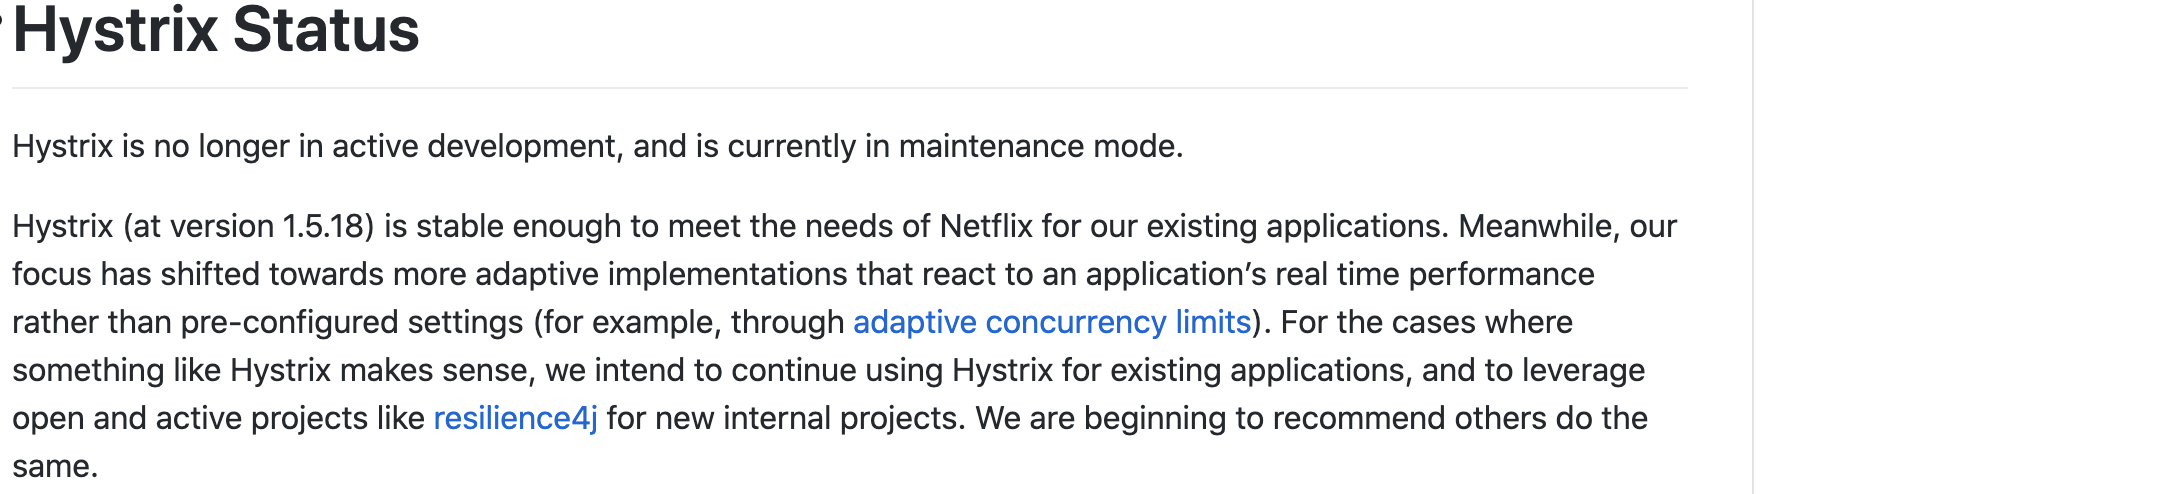 Hystrix Status
Hystrix is no longer in active development, and is currently in maintenance mode.
Hystrix (at version 1.5.18) is stable enough to meet the needs of Netflix for our existing applications. Meanwhile, our
focus has shifted towards more adaptive implementations that react to an application’s real time performance
rather than pre-configured settings (for example, through adaptive concurrency limits). For the cases where
something like Hystrix makes sense, we intend to continue using Hystrix for existing applications, and to leverage
open and active projects like resilience4j for new internal projects. We are beginning to recommend others do the
same.